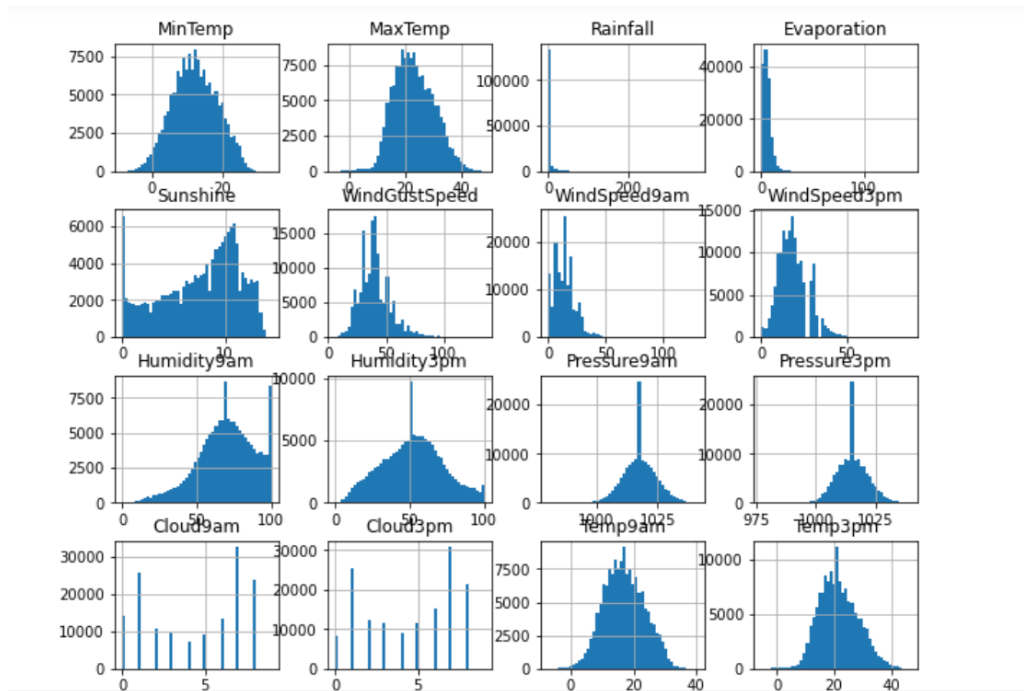 MinTemp MaxTemp Rainfall Evaporation
7500 7500 100000 40000
5000 5000 50000 20000
2500 2500
0 0 0 0
0 20 0 20 40 0 200 0 100
Sunshine WindGustSpeed WindSpeed9am WindSpeed3pm
6000 15000 20000 15000
4000 10000 10000 10000
2000 5000 5000
0 0 0 0
0 10 0 50 100 0 50 100 0 50
Humidity9am Humidity3pm Pressure9am Pressure3pm
7500 10000 20000 20000
5000 5000 10000 10000
2500
0 0 0 0
0 50 100 0 50 100 1000 1025 975 1000 1025
Cloud9am Cloud3pm Temp9am Temp3pm
30000 30000 7500 10000
20000 20000 5000 5000
10000 10000 2500
0 0 0 0
0 5 0 5 0 20 40 0 20 40